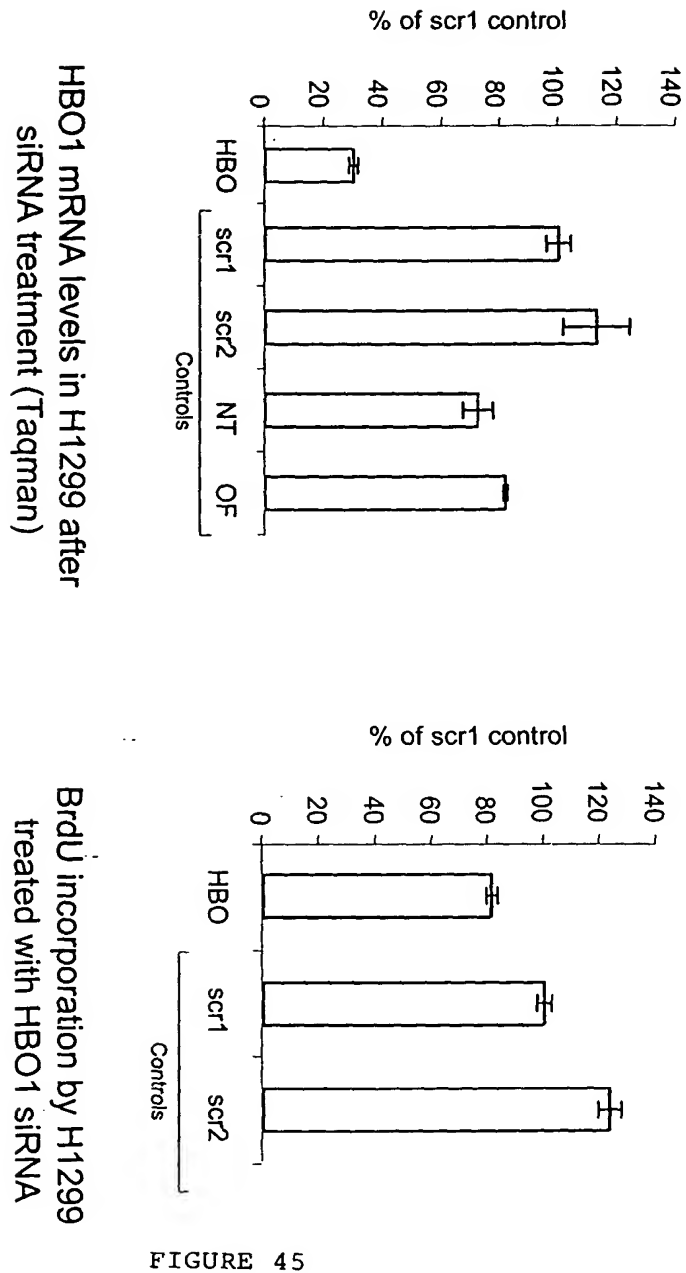 % of scr1 control
140
120
100
80
60
40
20
0
HBO
scr1
scr2
NT
OF
Controls
HBO1 mRNA levels in H1299 after
siRNA treatment (Taqman)
% of scr1 control
140
120
100
80
60
40
20
0
HBO
scr1
scr2
Controls
BrdU incorporation by H1299
treated with HBO1 siRNA
FIGURE 45